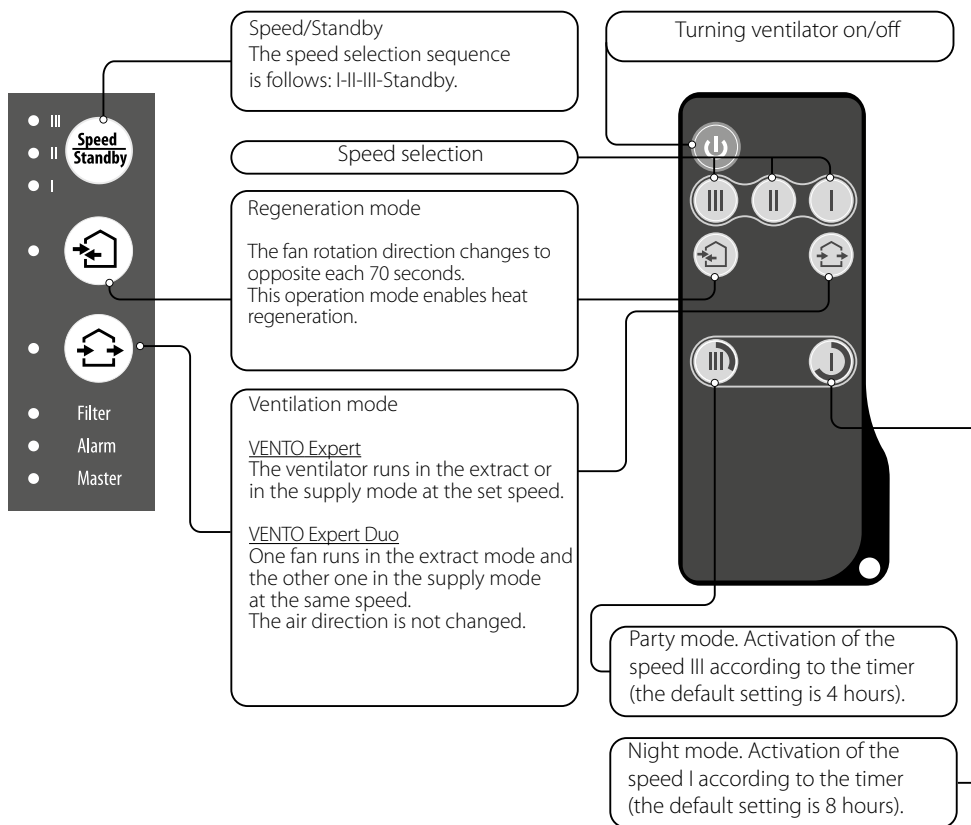 Speed/Standby
The speed selection sequence
is follows: I-II-III-Standby.
Turning ventilator on/off
III
II
I
Speed
Standby
Speed selection
III II I
Regeneration mode
The fan rotation direction changes to
opposite each 70 seconds.
This operation mode enables heat
regeneration.
III I
Filter
Alarm
Master
Ventilation mode
VENTO Expert
The ventilator runs in the extract or
in the supply mode at the set speed.
VENTO Expert Duo
One fan runs in the extract mode and
the other one in the supply mode
at the same speed.
The air direction is not changed.
Party mode. Activation of the
speed III according to the timer
(the default setting is 4 hours).
Night mode. Activation of the
speed I according to the timer
(the default setting is 8 hours).